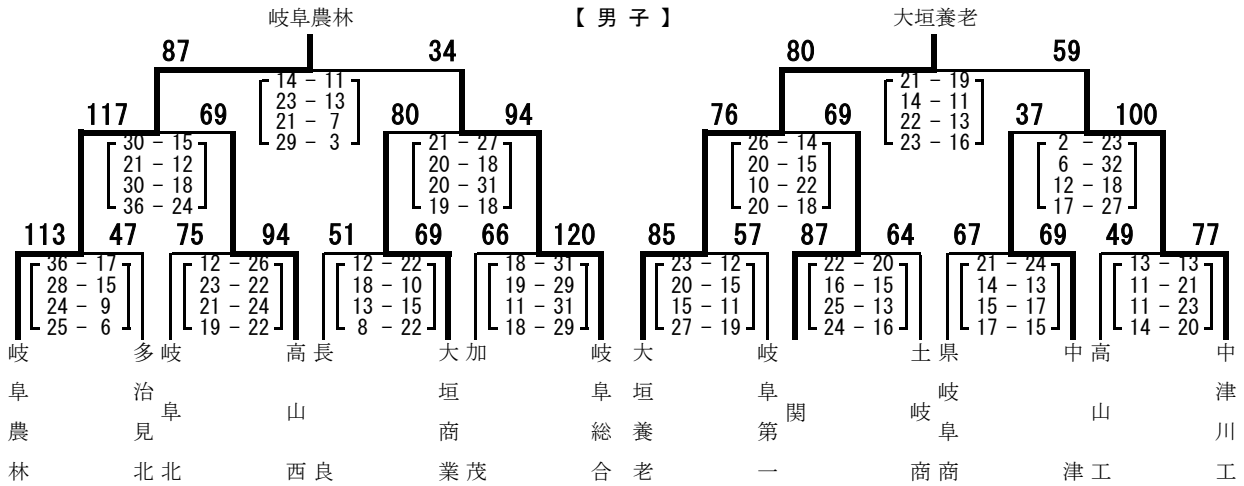 岐阜農林 【 男 子 】 大垣養老
87 34 80 59
14 - 11 21 - 19
23 - 13 14 - 11
21 - 7 22 - 13
29 - 3 23 - 16
117 69 80 94 76 69 37 100
30 - 15 21 - 27 26 - 14 2 - 23
21 - 12 20 - 18 20 - 15 6 - 32
30 - 18 20 - 31 10 - 22 12 - 18
36 - 24 19 - 18 20 - 18 17 - 27
113 47 75 94 51 69 66 120 85 57 87 64 67 69 49 77
36 - 17 12 - 26 12 - 22 18 - 31 23 - 12 22 - 20 21 - 24 13 - 13
28 - 15 23 - 22 18 - 10 19 - 29 20 - 15 16 - 15 14 - 13 11 - 21
24 - 9 21 - 24 13 - 15 11 - 31 15 - 11 25 - 13 15 - 17 11 - 23
25 - 6 19 - 22 8 - 22 18 - 29 27 - 19 24 - 16 17 - 15 14 - 20
岐阜農林
多治見北
岐阜北
高山西
長良
大垣商業
加茂
岐阜総合
大垣養老
岐阜第一
関
土岐商
県岐阜商
中津
高山工
中津川工